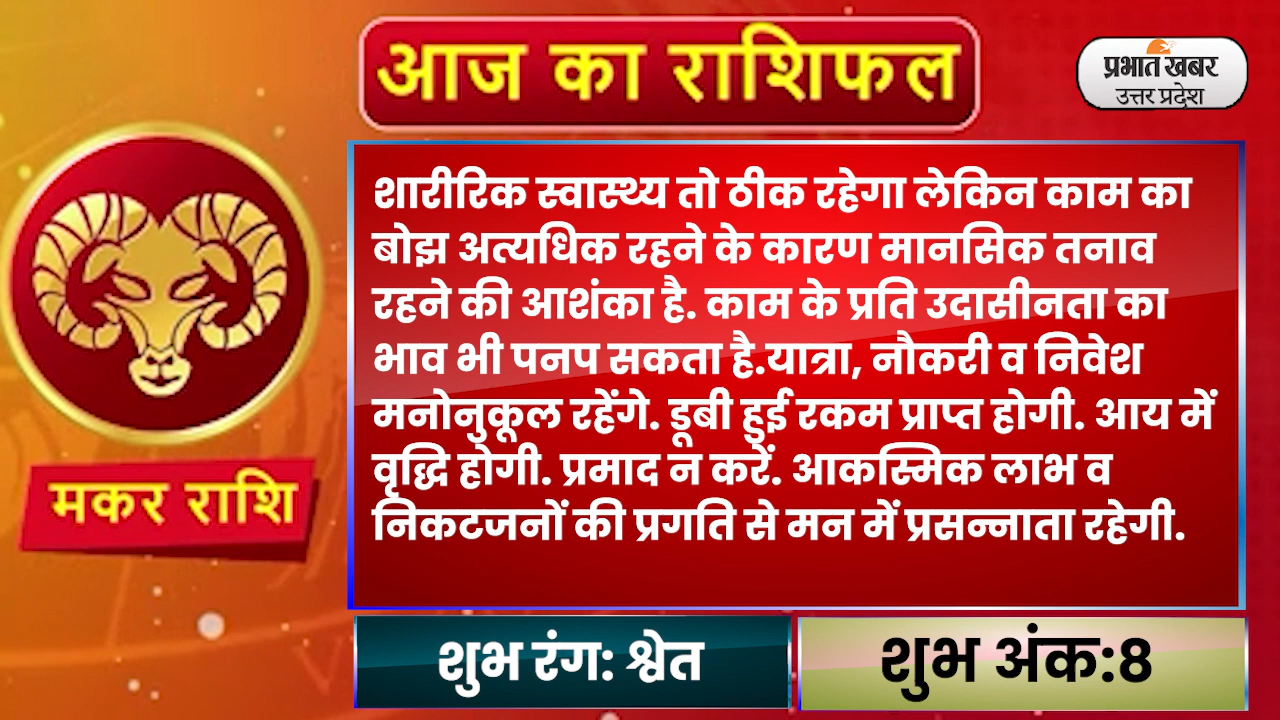 आज का राशिफल
प्रभात खबर
उत्तर प्रदेश
शारीरिक स्वास्थ्य तो ठीक रहेगा लेकिन काम का
बोझ अत्यधिक रहने के कारण मानसिक तनाव
रहने की आशंका है. काम के प्रति उदासीनता का
भाव भी पनप सकता है.यात्रा, नौकरी व निवेश
मनोनुकूल रहेंगे. डूबी हुई रकम प्राप्त होगी. आय में
वृद्धि होगी. प्रमाद न करें. आकस्मिक लाभ व
निकटजनों की प्रगति से मन में प्रसन्नाता रहेगी.
मकर राशि
शुभ रंग: श्वेत
शुभ अंक:8